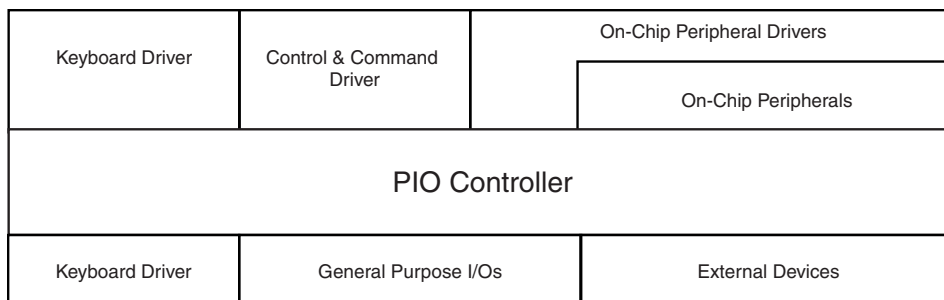 Keyboard Driver
Control & Command
Driver
On-Chip Peripheral Drivers
On-Chip Peripherals
PIO Controller
Keyboard Driver
General Purpose I/Os
External Devices